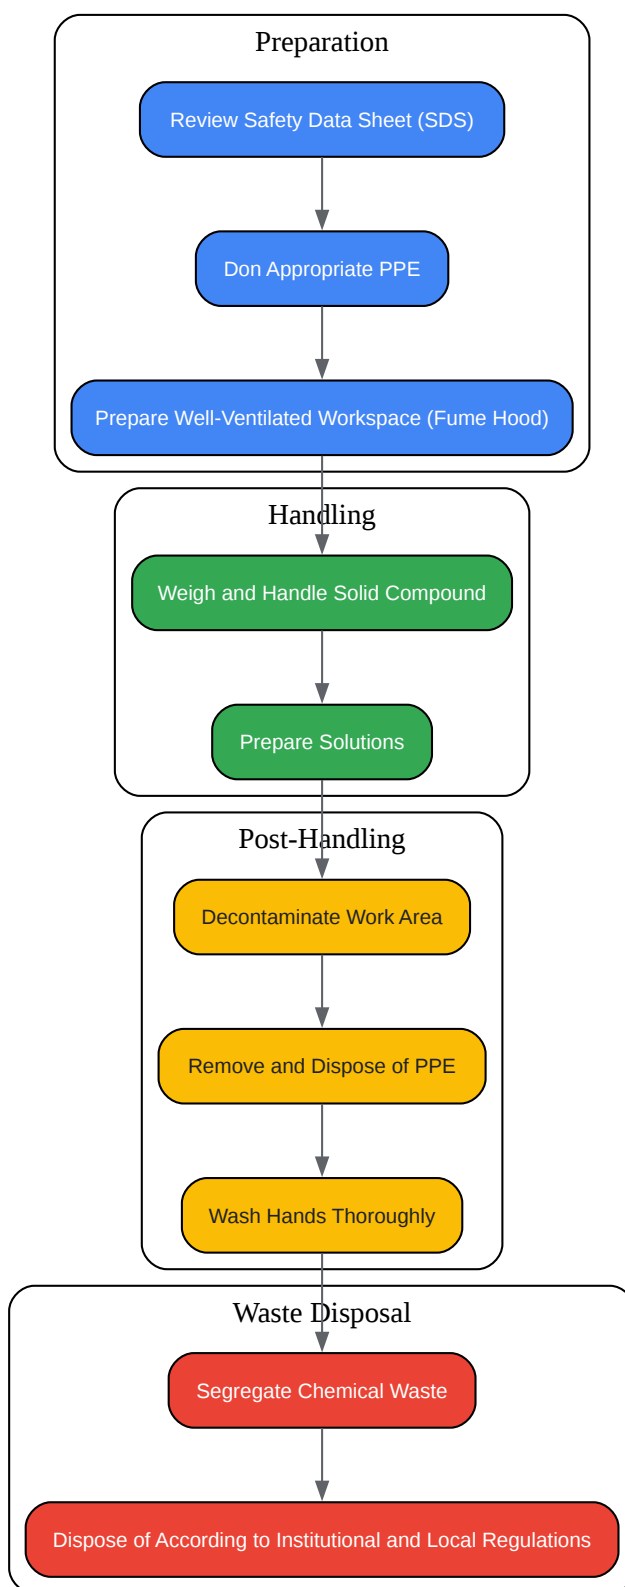 Preparation
Review Safety Data Sheet (SDS)
Don Appropriate PPE
Prepare Well-Ventilated Workspace (Fume Hood)
Handling
Weigh and Handle Solid Compound
Prepare Solutions
Post-Handling
Decontaminate Work Area
Remove and Dispose of PPE
Wash Hands Thoroughly
Waste Disposal
Segregate Chemical Waste
Dispose of According to Institutional and Local Regulations